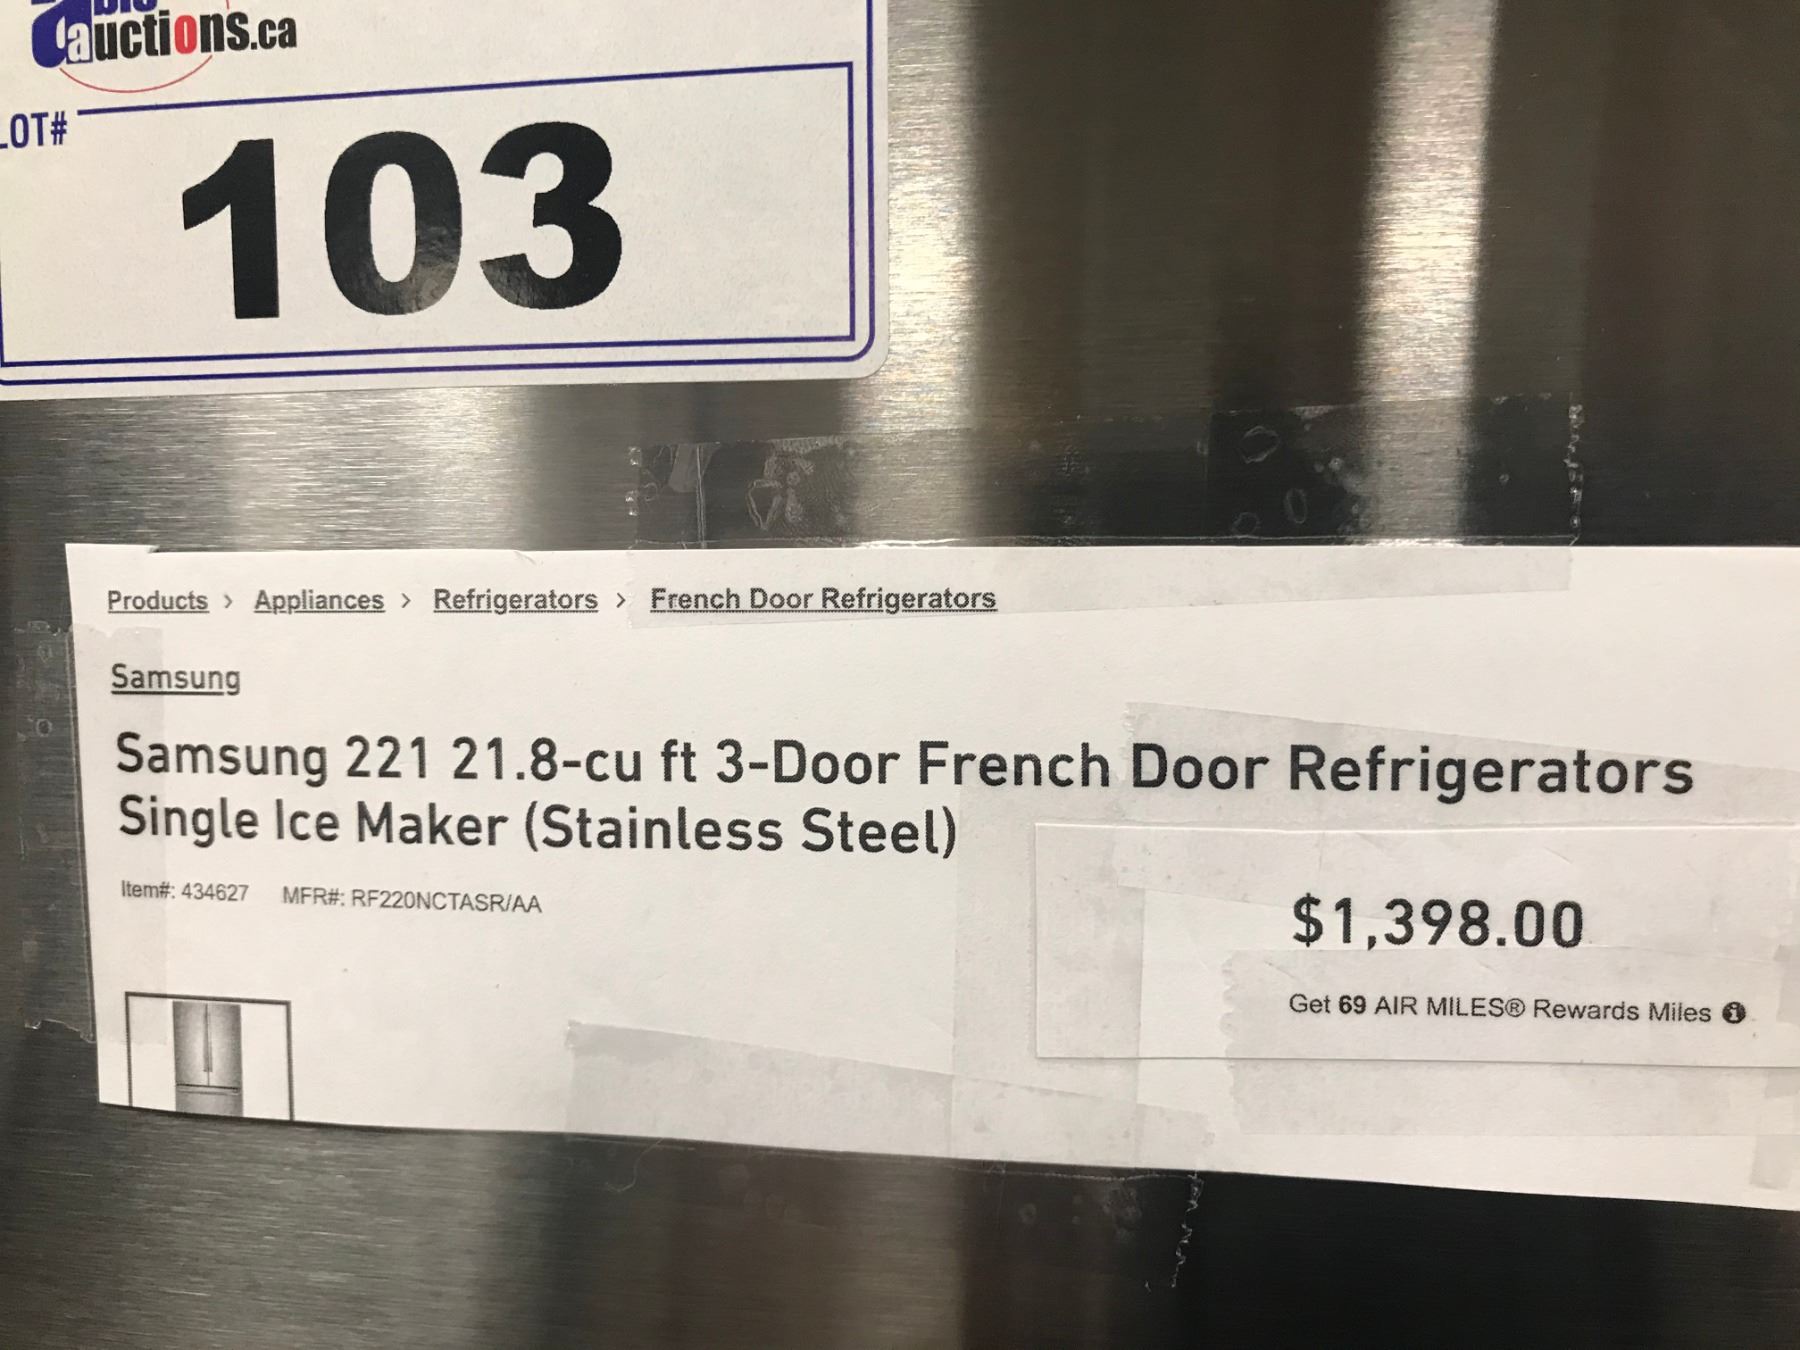 auctions.ca
LOT#
103
Products > Appliances > Refrigerators > French Door Refrigerators
Samsung
Samsung 221 21.8-cu ft 3-Door French Door Refrigerators
Single Ice Maker (Stainless Steel)
Item#: 434627 MFR#: RF220NCTASR/AA
$1,398.00
Get 69 AIR MILES® Rewards Miles